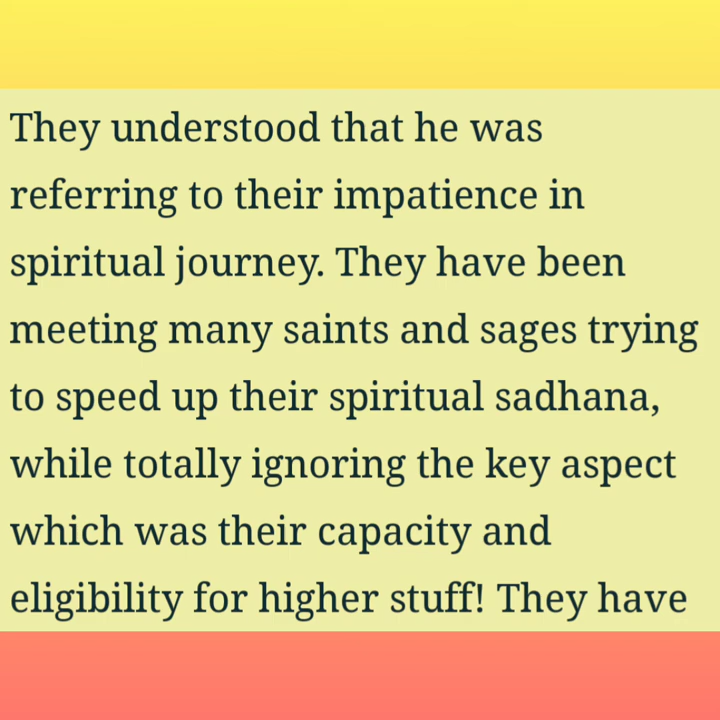 They understood that he was
referring to their impatience in
spiritual journey. They have been
meeting many saints and sages trying
to speed up their spiritual sadhana,
while totally ignoring the key aspect
which was their capacity and
eligibility for higher stuff! They have